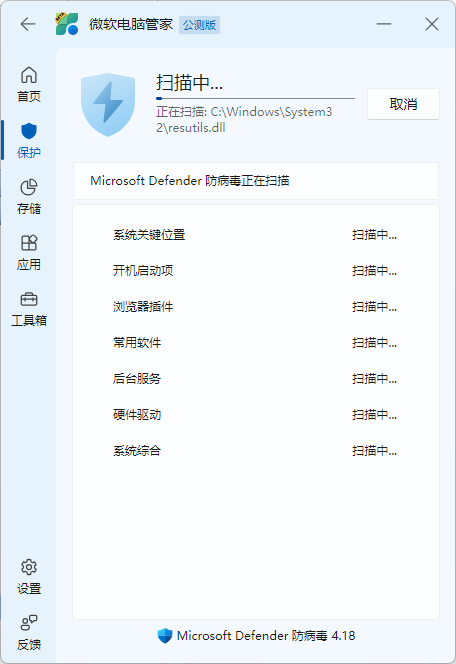 微软电脑管家 公测版
首页
保护
存储
应用
工具箱
设置
反馈
扫描中...
正在扫描: C:\Windows\System3
2\resutils.dll
取消
Microsoft Defender 防病毒正在扫描
系统关键位置 扫描中...
开机启动项 扫描中...
浏览器插件 扫描中...
常用软件 扫描中...
后台服务 扫描中...
硬件驱动 扫描中...
系统综合 扫描中...
Microsoft Defender 防病毒 4.18